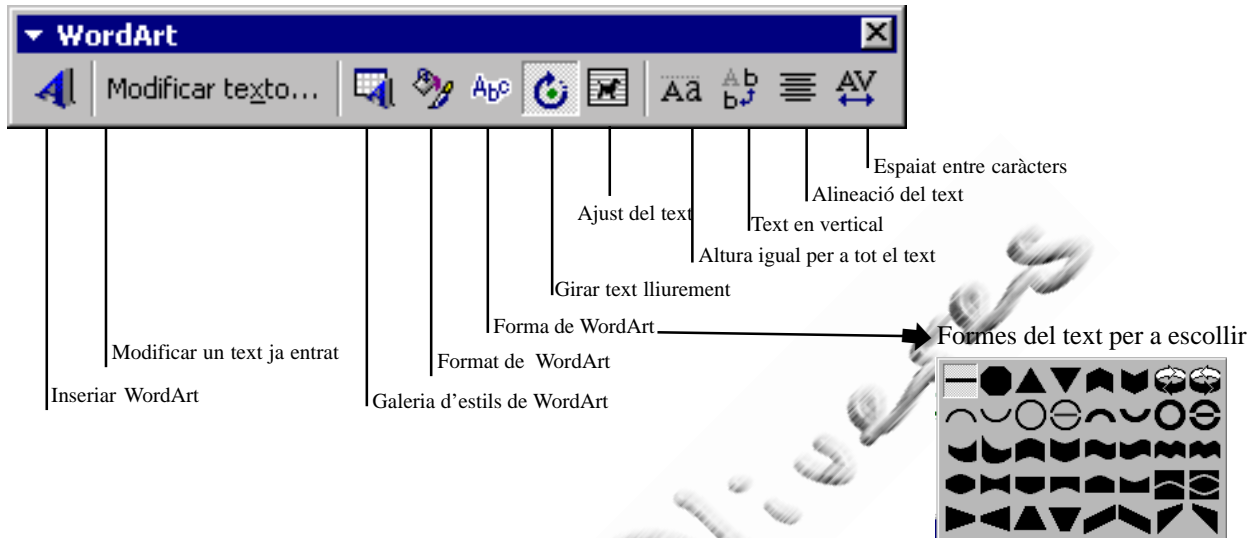 WordArt
Modificar texto...
Espaiat entre caràcters
Alineació del text
Ajust del text
Text en vertical
Altura igual per a tot el text
Girar text lliurement
Forma de WordArt
Formes del text per a escollir
Modificar un text ja entrat
Format de WordArt
Inseriar WordArt
Galeria d'estils de WordArt